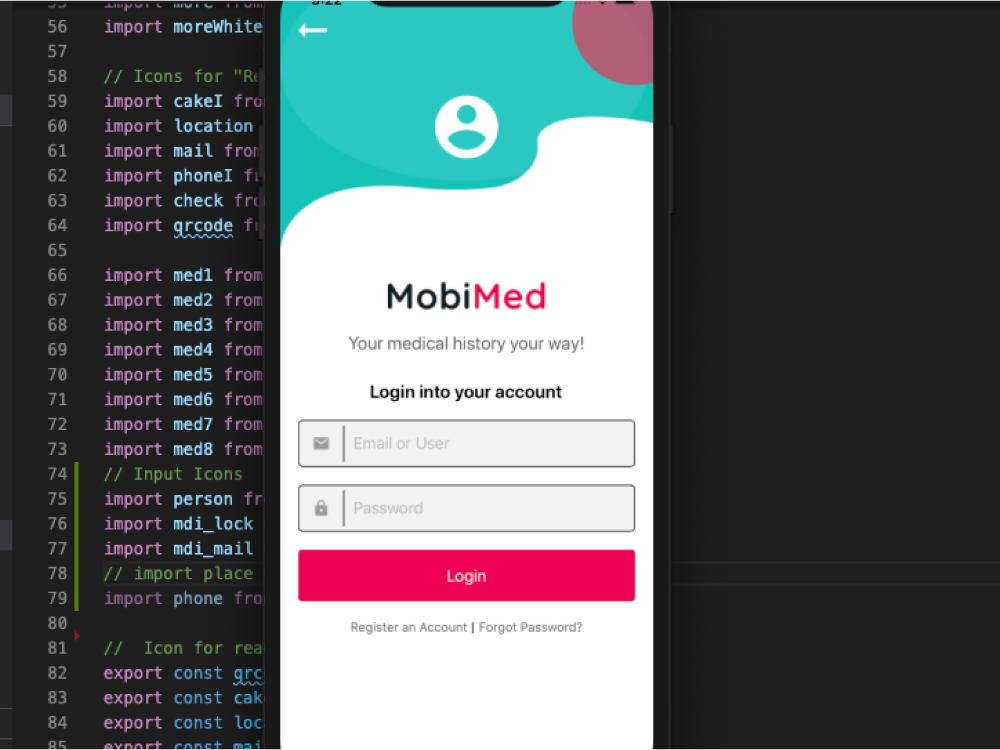 55 import more from
56 import moreWhite
57
58 // Icons for "Re
59 import cakeI fro
60 import location
61 import mail from
62 import phoneI fr
63 import check fro
64 import qrcode fr
65
66 import med1 from
67 import med2 from
68 import med3 from
69 import med4 from
70 import med5 from
71 import med6 from
72 import med7 from
73 import med8 from
74 // Input Icons
75 import person fr
76 import mdi_lock
77 import mdi_mail
78 // import place
79 import phone fro
80
81 //  Icon for rea
82 export const qrc
83 export const cak
84 export const loc
85 export const mai
MobiMed
Your medical history your way!
Login into your account
Email or User
Password
Login
Register an Account | Forgot Password?